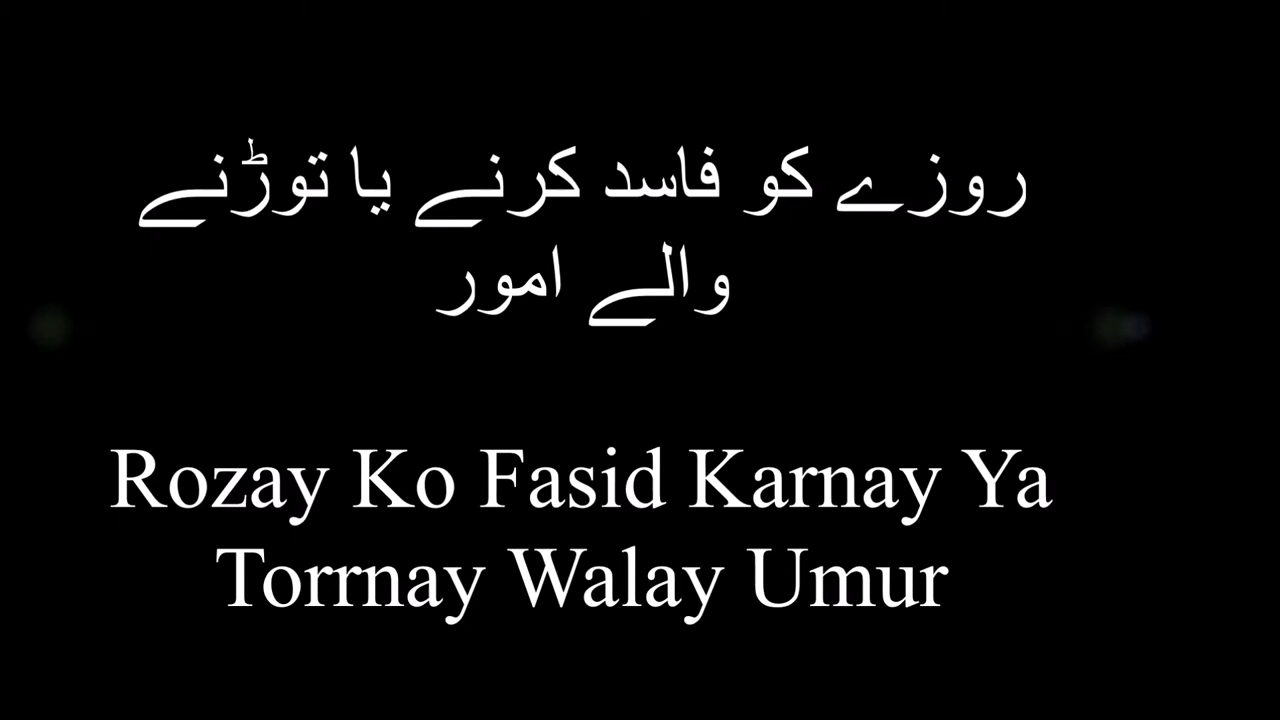 روزے کو فاسد کرنے یا توڑنے
والے امور
Rozay Ko Fasid Karnay Ya
Torrnay Walay Umur